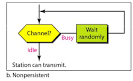 Channel?
Wait
randomly
Busy
Idle
Station can transmit.
b. Nonpersistent